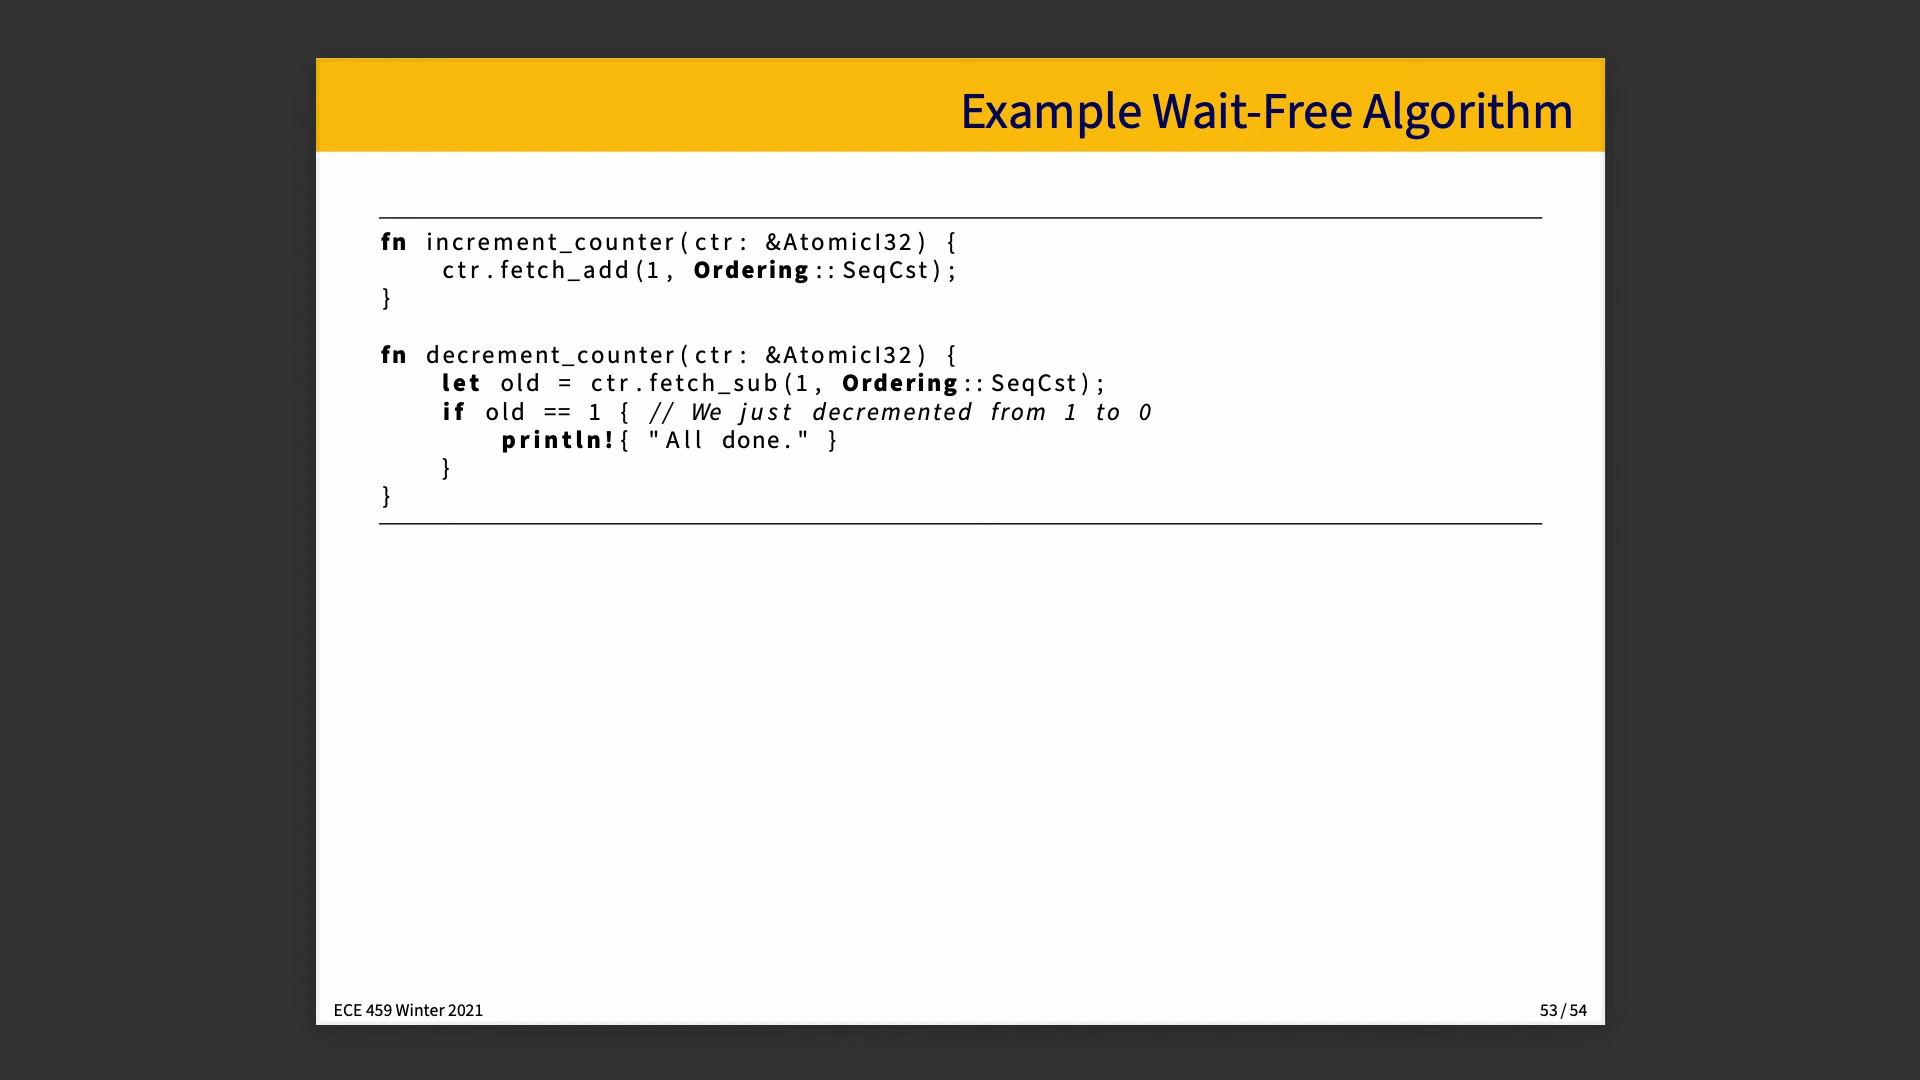 Example Wait-Free Algorithm
fn increment_counter(ctr: &AtomicI32) {
    ctr.fetch_add(1, Ordering::SeqCst);
}

fn decrement_counter(ctr: &AtomicI32) {
    let old = ctr.fetch_sub(1, Ordering::SeqCst);
    if old == 1 { // We just decremented from 1 to 0
        println!{ "All done." }
    }
}
ECE 459 Winter 2021
53 / 54